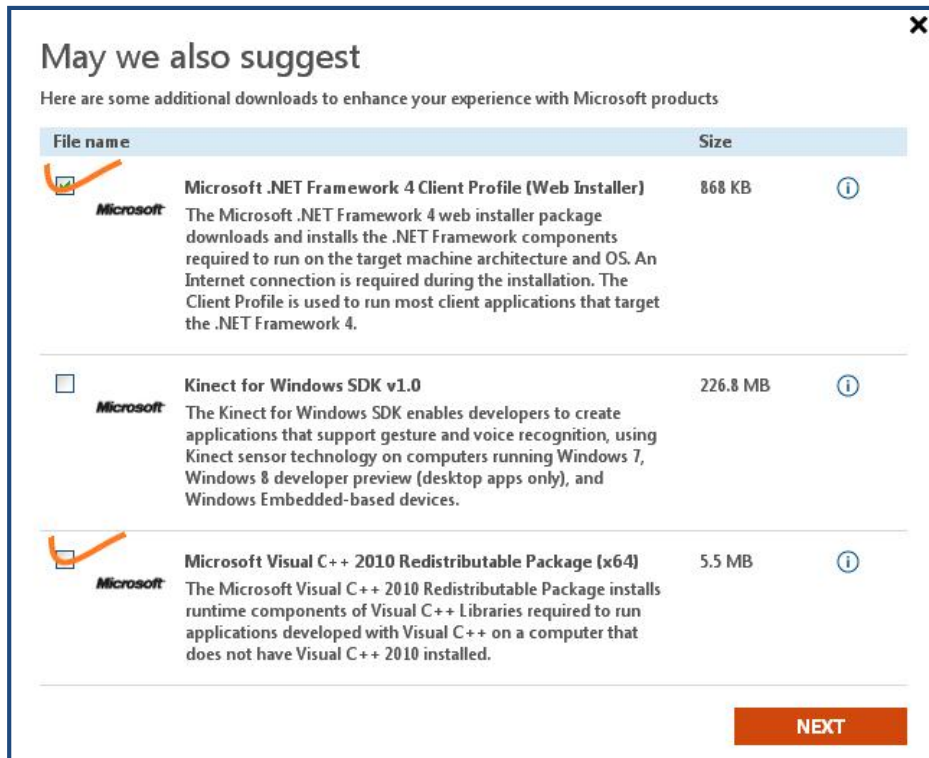 May we also suggest
Here are some additional downloads to enhance your experience with Microsoft products
File name Size
Microsoft .NET Framework 4 Client Profile (Web Installer) 868 KB
Microsoft
The Microsoft .NET Framework 4 web installer package
downloads and installs the .NET Framework components
required to run on the target machine architecture and OS. An
Internet connection is required during the installation. The
Client Profile is used to run most client applications that target
the .NET Framework 4.
Kinect for Windows SDK v1.0 226.8 MB
Microsoft
The Kinect for Windows SDK enables developers to create
applications that support gesture and voice recognition, using
Kinect sensor technology on computers running Windows 7,
Windows 8 developer preview (desktop apps only), and
Windows Embedded-based devices.
Microsoft Visual C++ 2010 Redistributable Package (x64) 5.5 MB
Microsoft
The Microsoft Visual C++ 2010 Redistributable Package installs
runtime components of Visual C++ Libraries required to run
applications developed with Visual C++ on a computer that
does not have Visual C++ 2010 installed.
NEXT